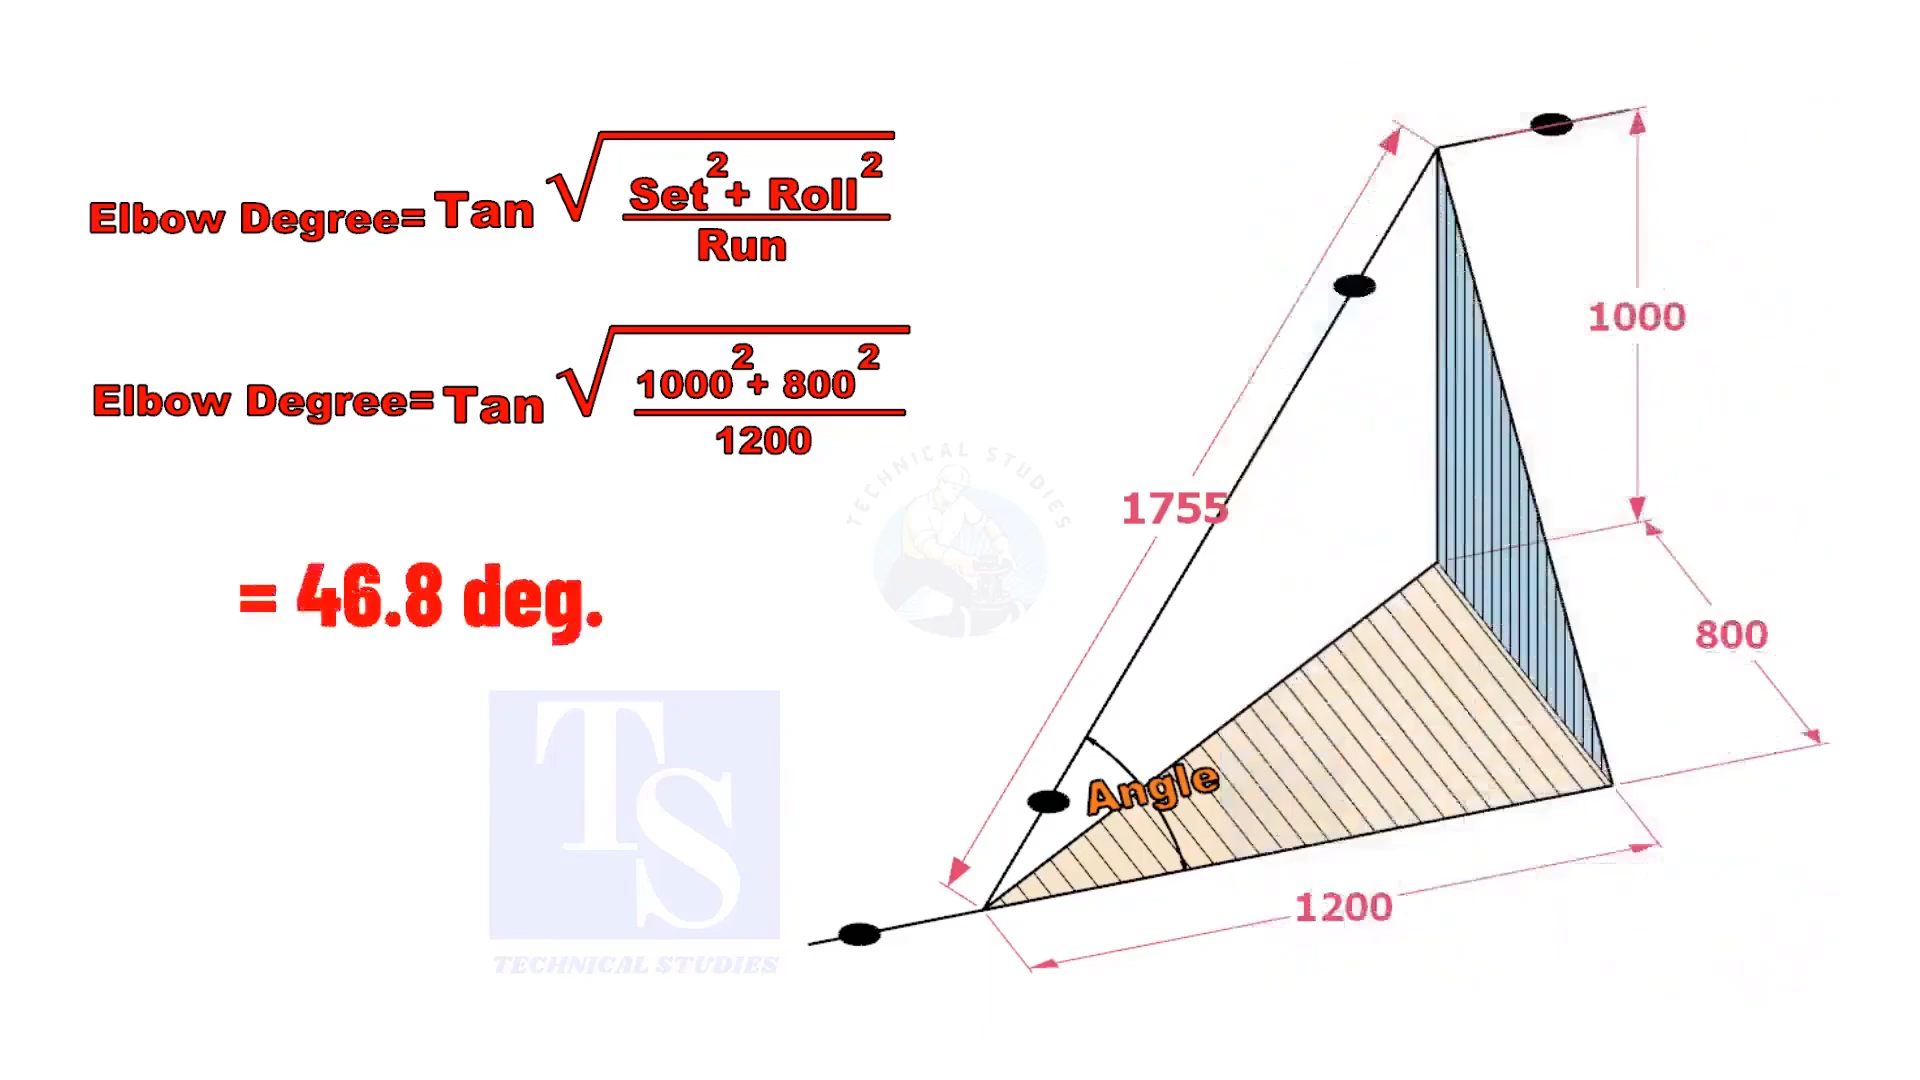 Elbow Degree= Tan √ Set² + Roll²
Run
Elbow Degree= Tan √ 1000² + 800²
1200
= 46.8 deg.
1000
1755
800
Angle
1200
TECHNICAL STUDIES
TS
TECHNICAL STUDIES